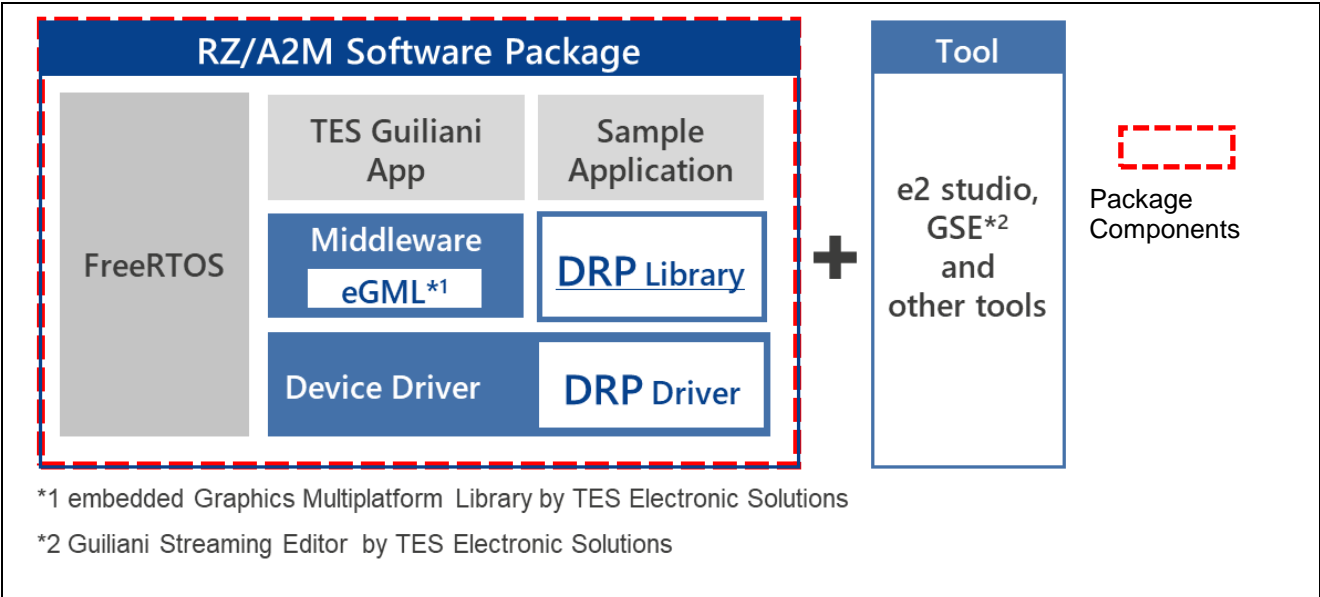 RZ/A2M Software Package
FreeRTOS
TES Guiliani
App
Sample
Application
Middleware
eGML*1
DRP Library
Device Driver
DRP Driver
+
Tool
e2 studio,
GSE*2
and
other tools
Package
Components
*1 embedded Graphics Multiplatform Library by TES Electronic Solutions
*2 Guiliani Streaming Editor by TES Electronic Solutions